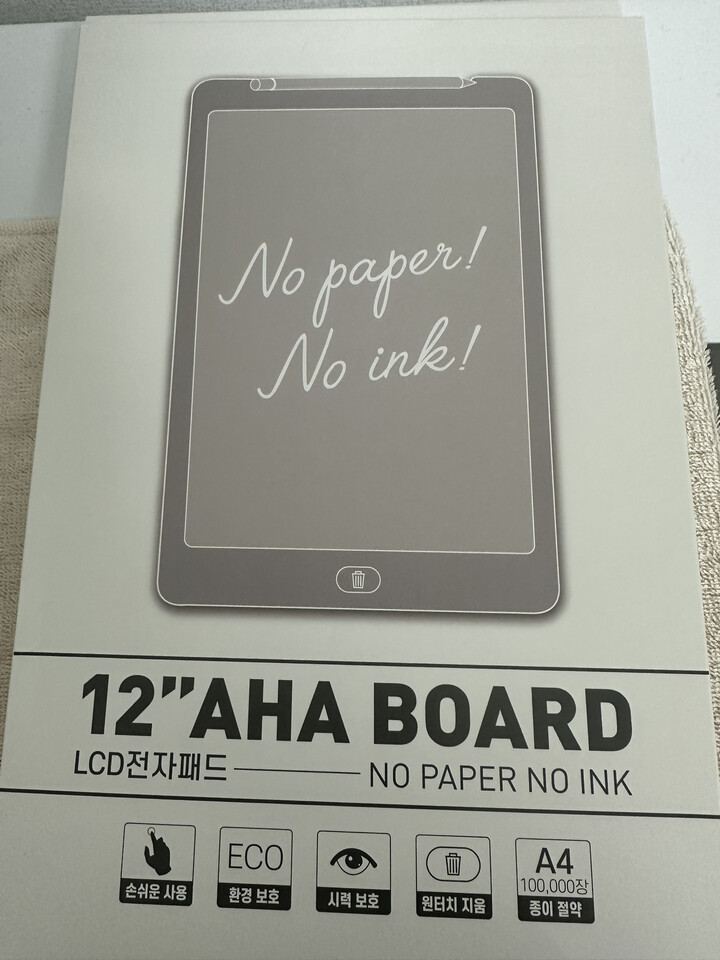 No paper!
No ink!
12”AHA BOARD
LCD전자패드 NO PAPER NO INK
손쉬운 사용
ECO
환경 보호
시력 보호
원터치 지움
A4
100,000장
종이 절약